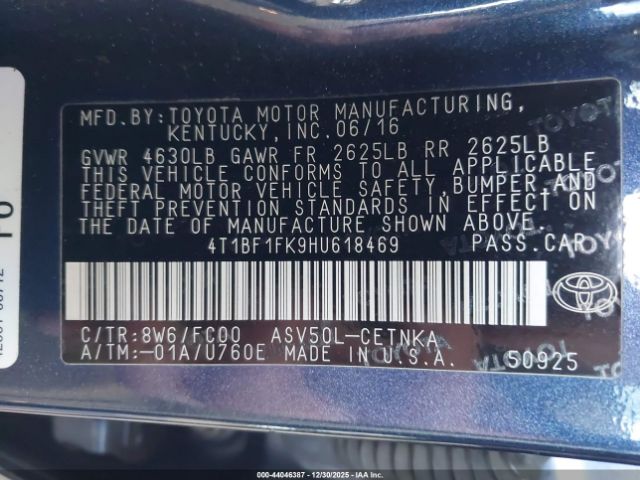 MFD.BY: TOYOTA MOTOR MANUFACTURING,
KENTUCKY, INC. 06/16
GVWR 4630LB GAWR FR 2625LB RR 2625LB
THIS VEHICLE CONFORMS TO ALL APPLICABLE
FEDERAL MOTOR VEHICLE SAFETY, BUMPER, AND
THEFT PREVENTION STANDARDS IN EFFECT ON
THE DATE OF MANUFACTURE SHOWN ABOVE.
4T1BF1FK9HU618469 PASS.CAR
C/TR:8W6/FC00 ASV50L-CETNKA
A/TM:-01A/U760E MADE IN U.S.A. 50925
TOYOTA
000-44046387 - 12/30/2025 - IAAI.COM